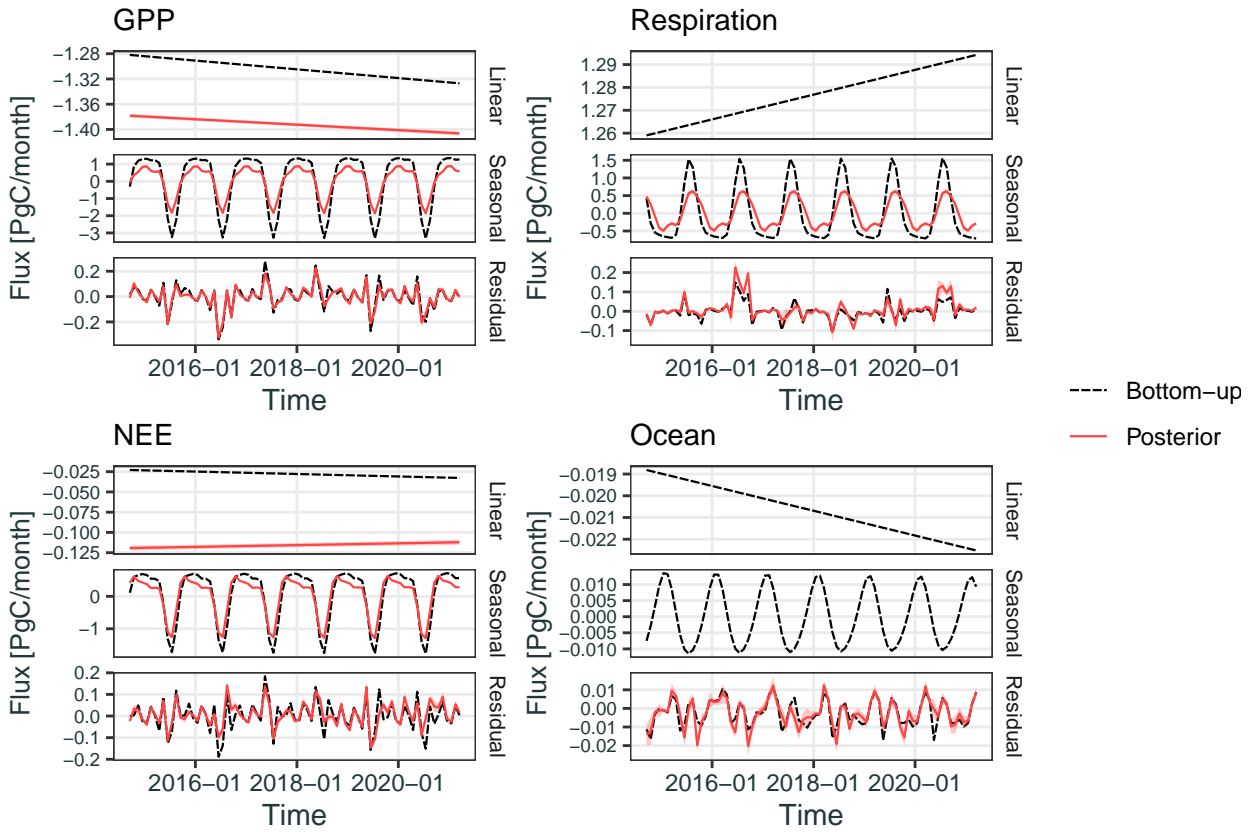 GPP
Flux [PgC/month]
−1.28
−1.32
−1.36
−1.40
Linear
1
0
−1
−2
−3
Seasonal
0.2
0.0
−0.2
Residual
2016−01 2018−01 2020−01
Time
Respiration
Flux [PgC/month]
1.29
1.28
1.27
1.26
Linear
1.5
1.0
0.5
0.0
−0.5
Seasonal
0.2
0.1
0.0
−0.1
Residual
2016−01 2018−01 2020−01
Time
Bottom−up
Posterior
NEE
Flux [PgC/month]
−0.025
−0.050
−0.075
−0.100
−0.125
Linear
0
−1
Seasonal
0.2
0.1
0.0
−0.1
−0.2
Residual
2016−01 2018−01 2020−01
Time
Ocean
Flux [PgC/month]
−0.019
−0.020
−0.021
−0.022
Linear
0.010
0.005
0.000
−0.005
−0.010
Seasonal
0.01
0.00
−0.01
−0.02
Residual
2016−01 2018−01 2020−01
Time